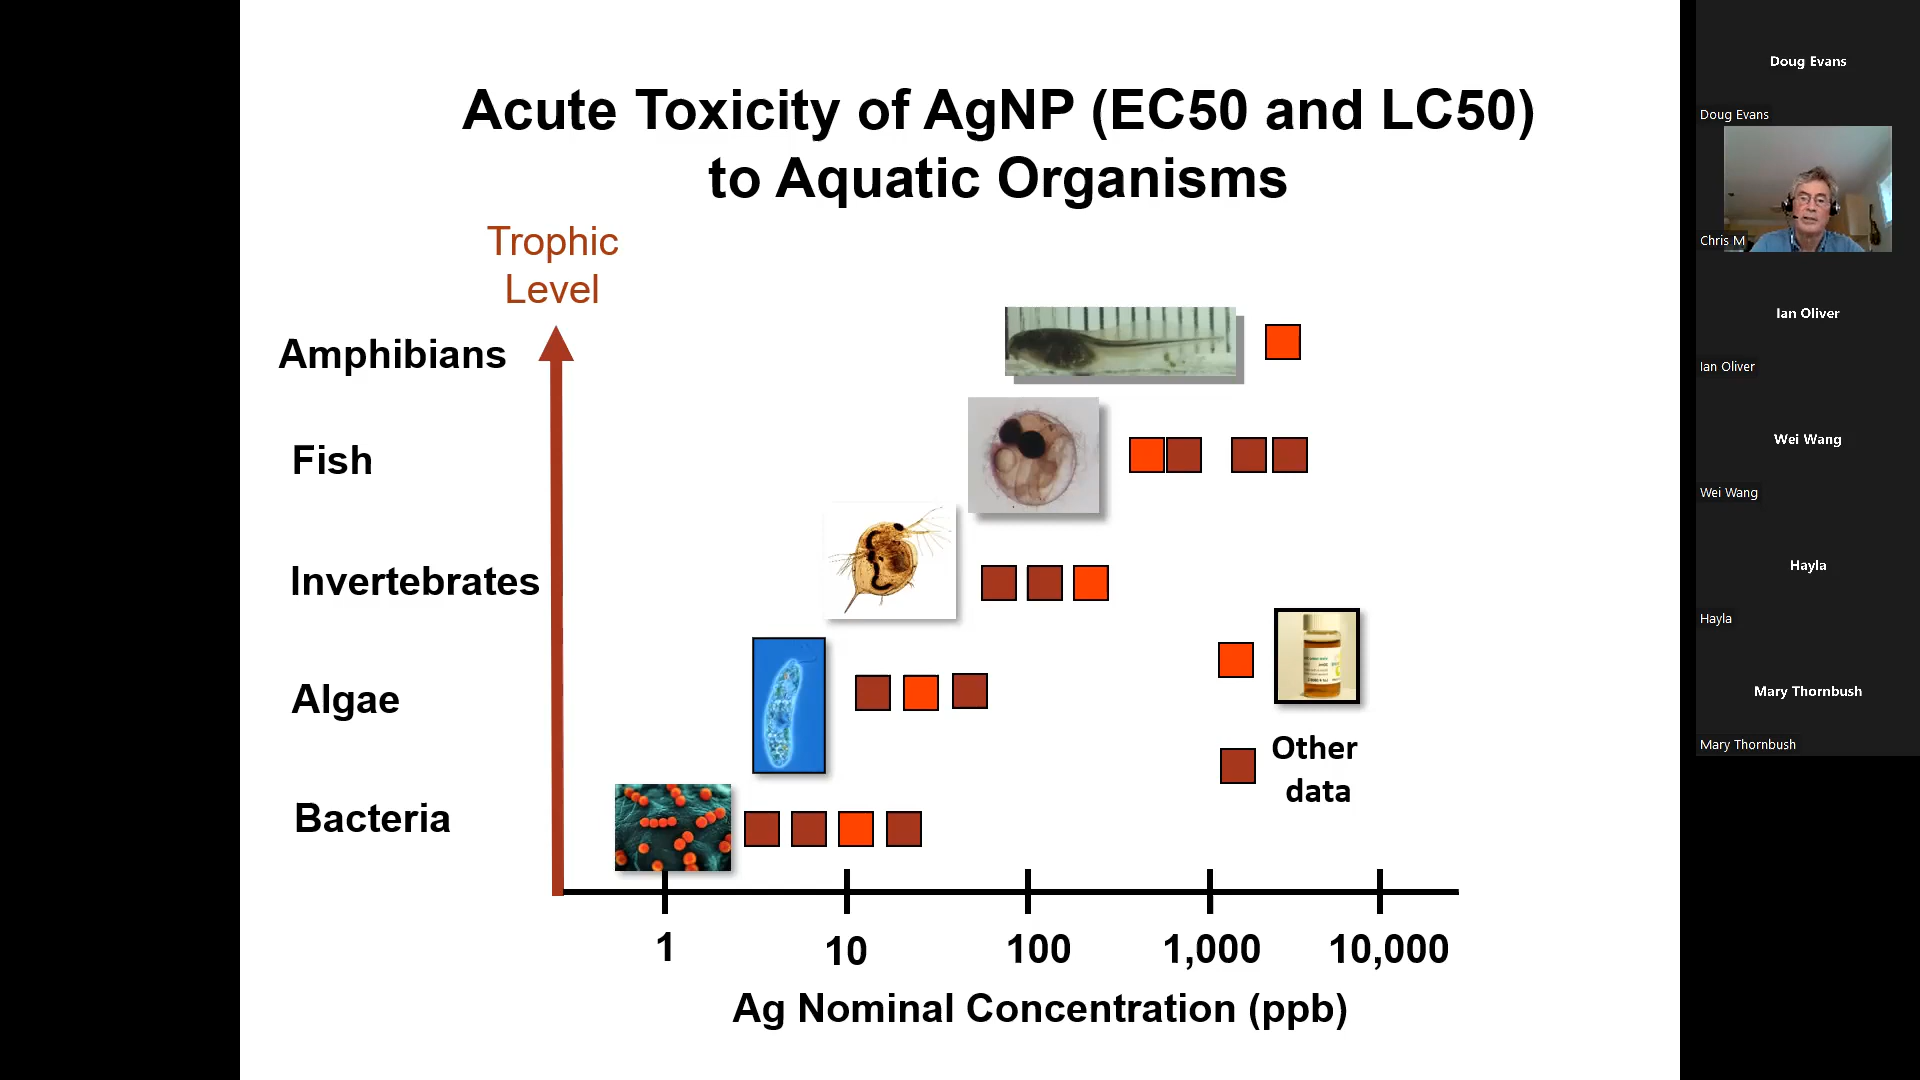 Acute Toxicity of AgNP (EC50 and LC50)
to Aquatic Organisms
Trophic
Level
Amphibians
Fish
Invertebrates
Algae
Bacteria
Other
data
1
10
100
1,000
10,000
Ag Nominal Concentration (ppb)
Doug Evans
Doug Evans
Chris M
Ian Oliver
Ian Oliver
Wei Wang
Wei Wang
Hayla
Hayla
Mary Thornbush
Mary Thornbush